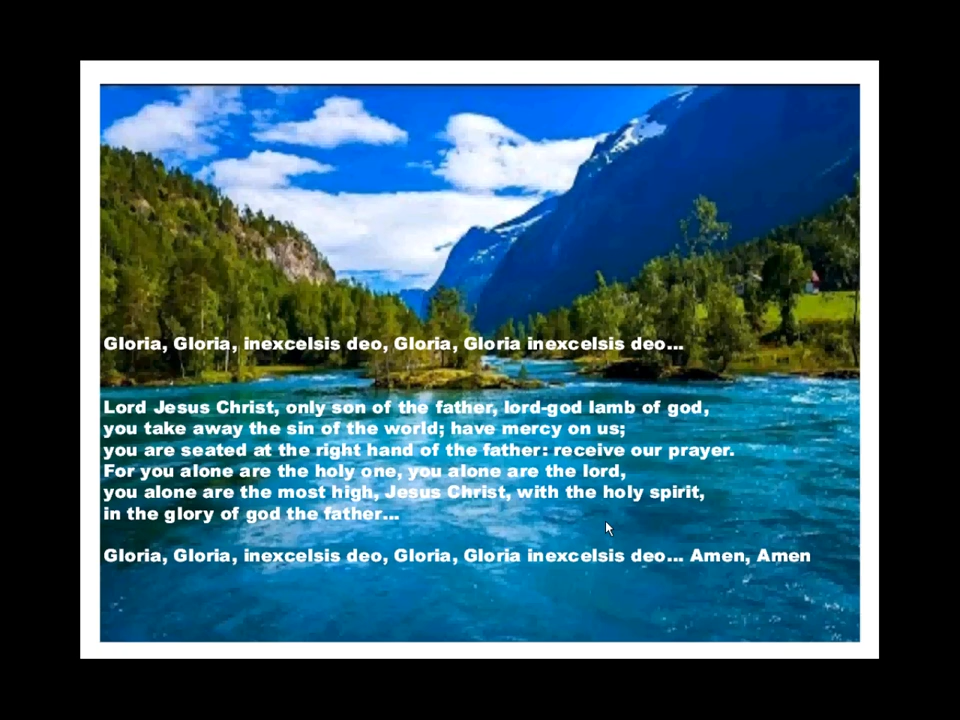 Gloria, Gloria, inexcelsis deo, Gloria, Gloria inexcelsis deo...
Lord Jesus Christ, only son of the father, lord-god lamb of god,
you take away the sin of the world; have mercy on us;
you are seated at the right hand of the father: receive our prayer.
For you alone are the holy one, you alone are the lord,
you alone are the most high, Jesus Christ, with the holy spirit,
in the glory of god the father...
Gloria, Gloria, inexcelsis deo, Gloria, Gloria inexcelsis deo... Amen, Amen